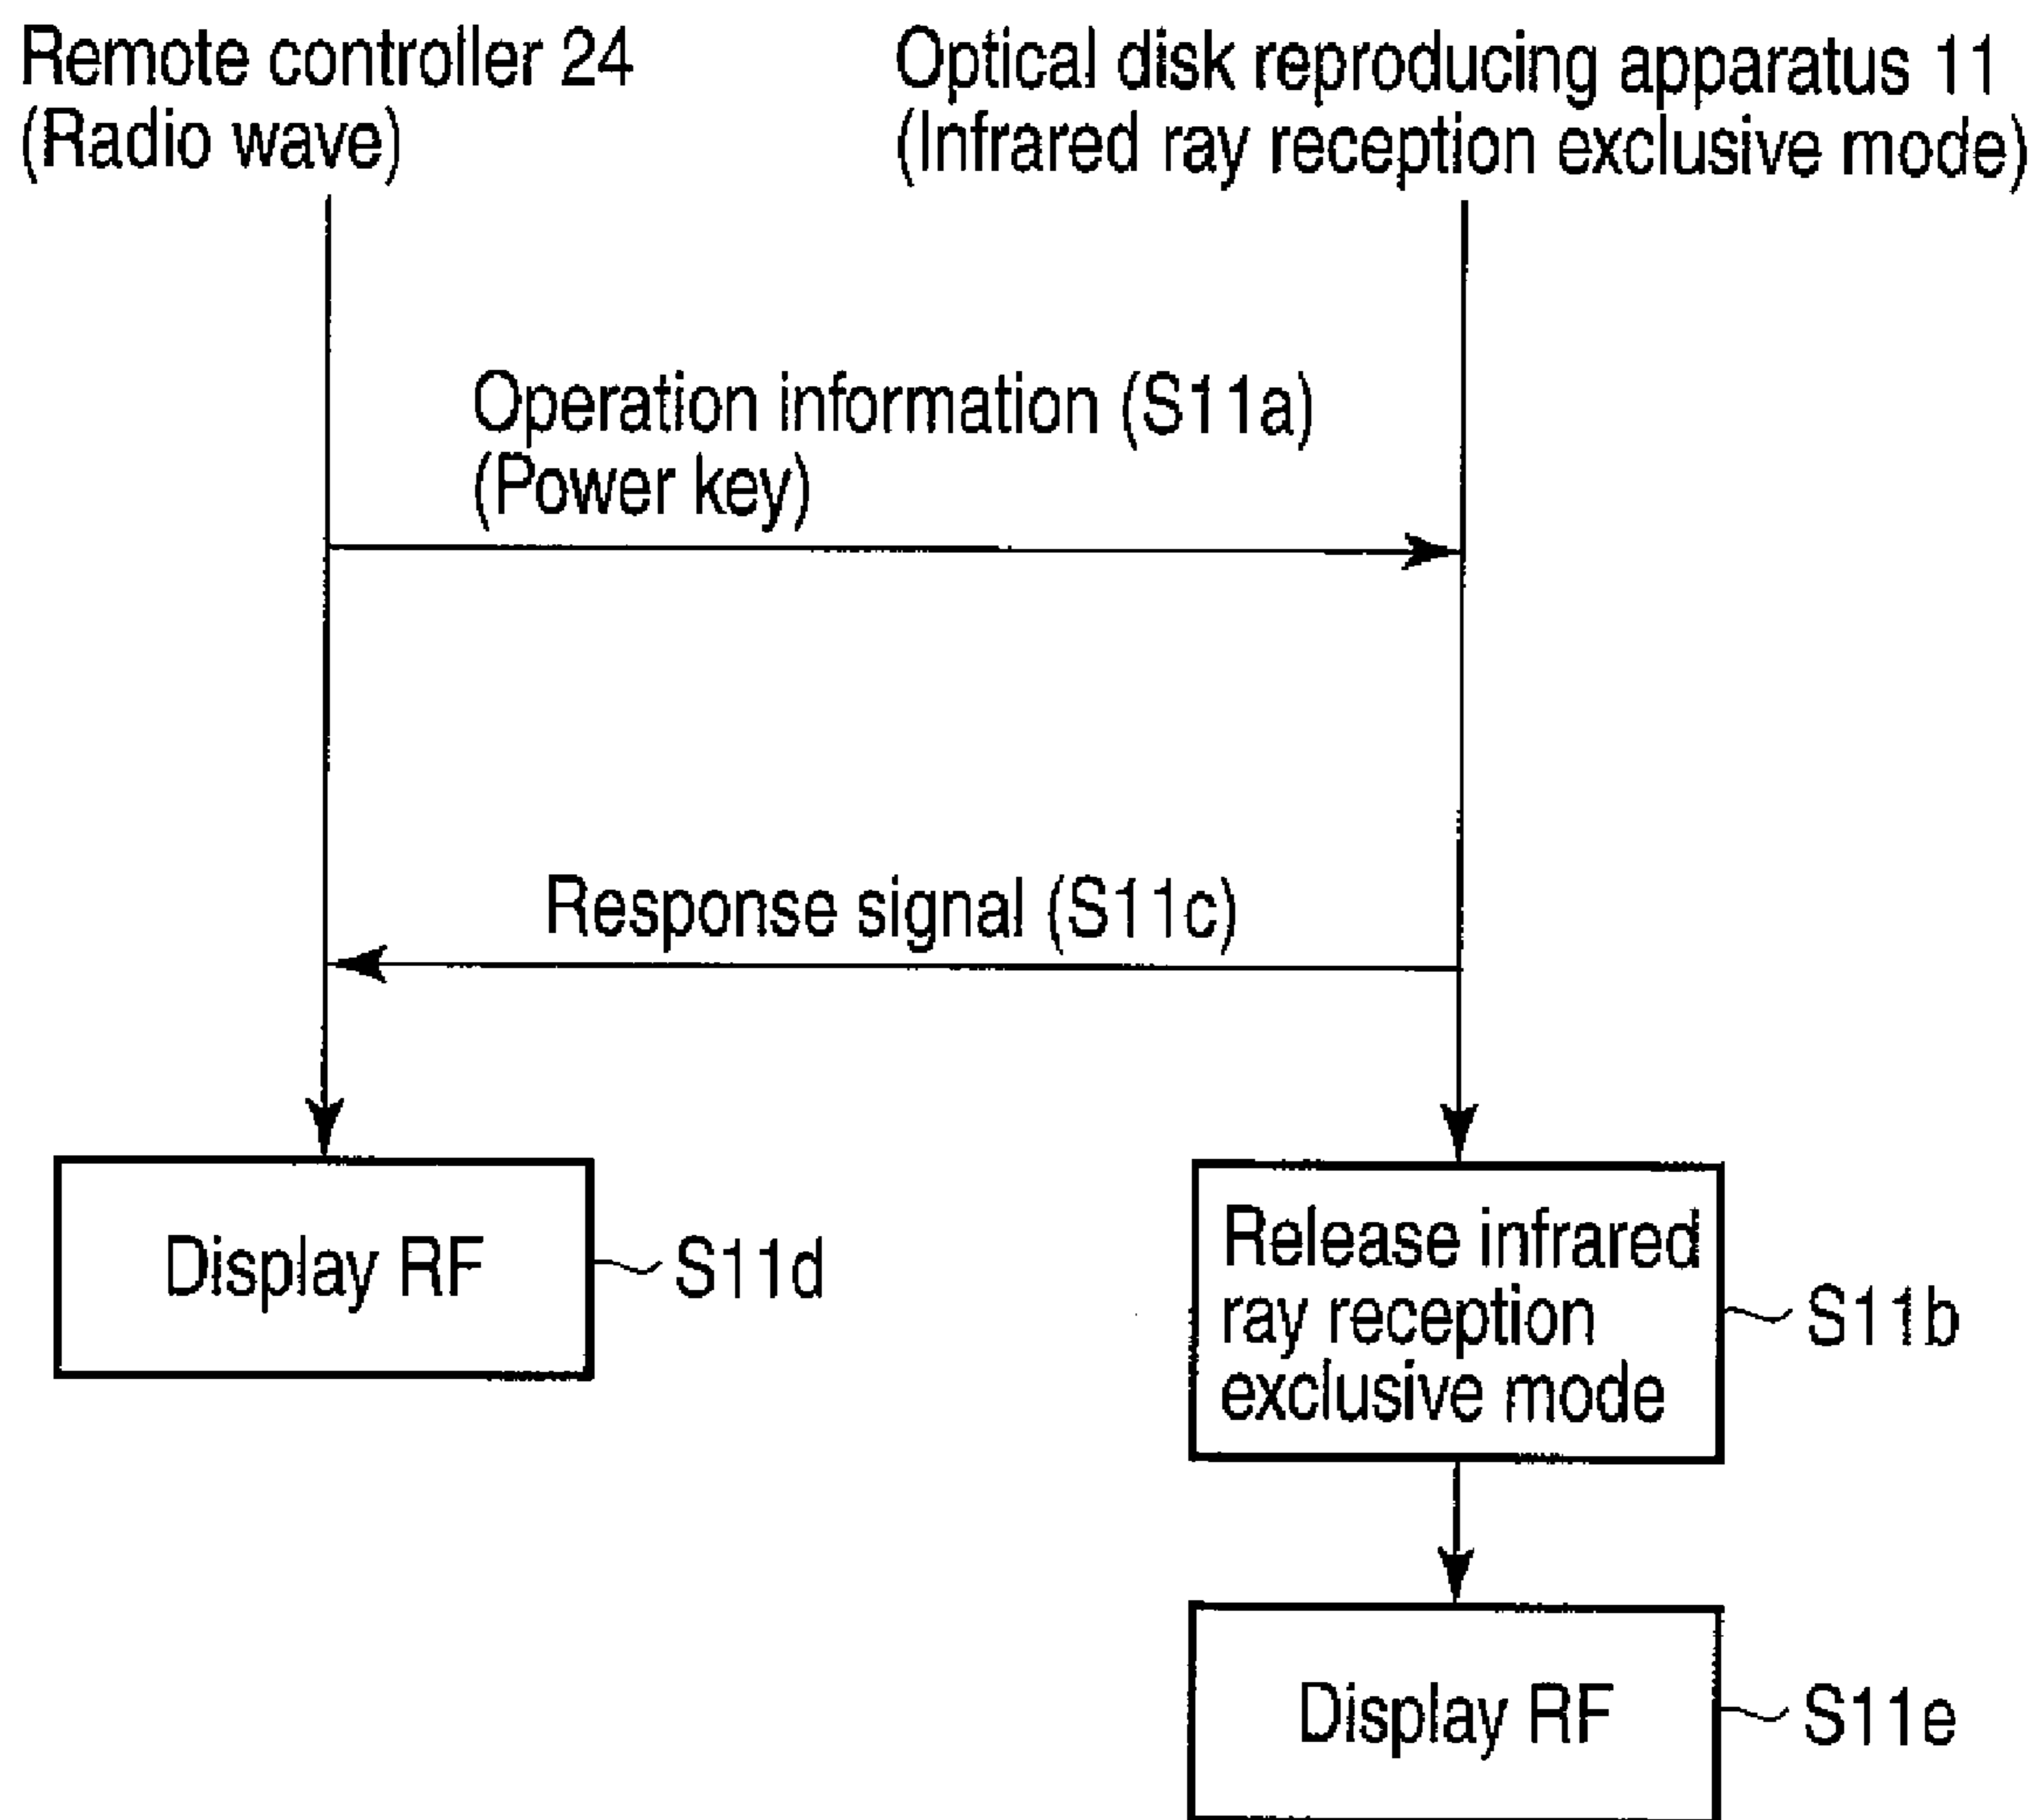 Remote controller 24
(Radio wave)
Optical disk reproducing apparatus 11
(Infrared ray reception exclusive mode)
Operation information (S11a)
(Power key)
Response signal (S11c)
Display RF
S11d
Release infrared
ray reception
exclusive mode
S11b
Display RF
S11e